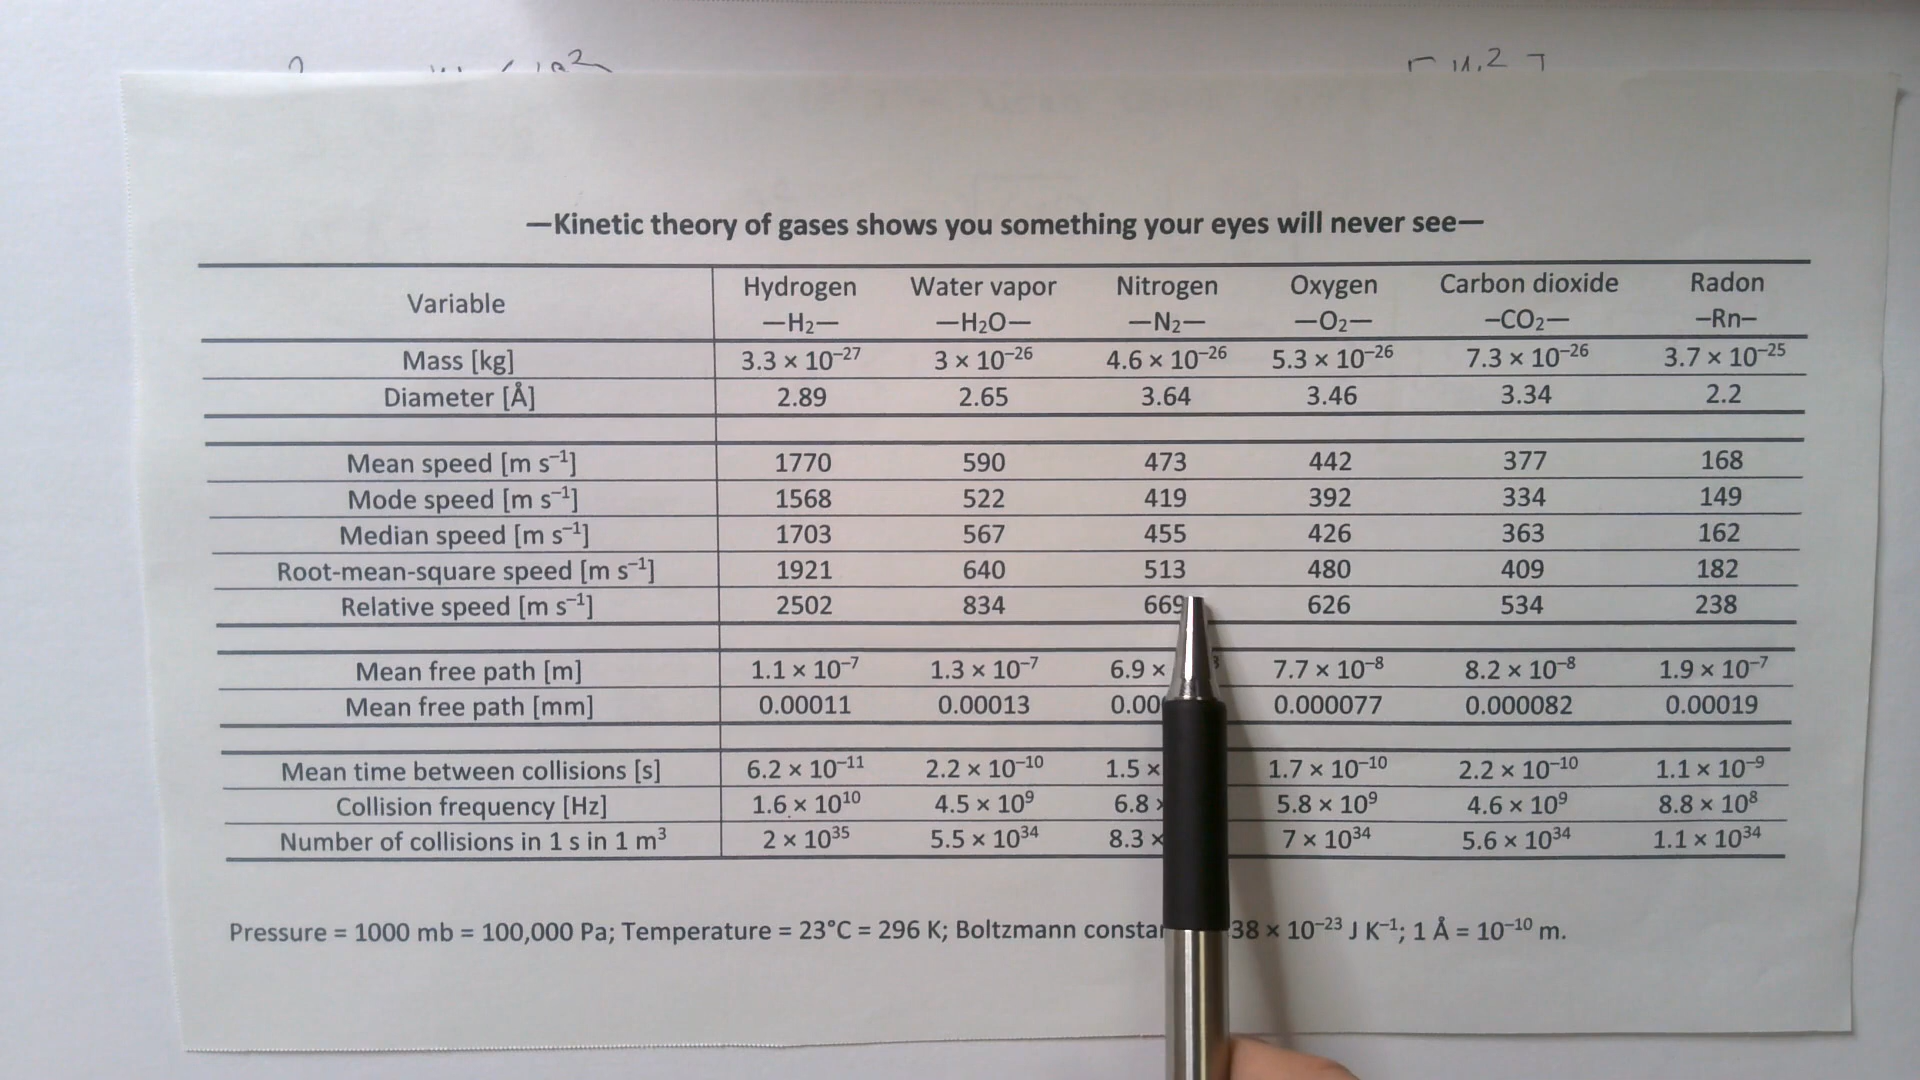 —Kinetic theory of gases shows you something your eyes will never see—
Variable Hydrogen —H₂— Water vapor —H₂O— Nitrogen —N₂— Oxygen —O₂— Carbon dioxide –CO₂— Radon –Rn–
Mass [kg] 3.3 × 10⁻²⁷ 3 × 10⁻²⁶ 4.6 × 10⁻²⁶ 5.3 × 10⁻²⁶ 7.3 × 10⁻²⁶ 3.7 × 10⁻²⁵
Diameter [Å] 2.89 2.65 3.64 3.46 3.34 2.2
Mean speed [m s⁻¹] 1770 590 473 442 377 168
Mode speed [m s⁻¹] 1568 522 419 392 334 149
Median speed [m s⁻¹] 1703 567 455 426 363 162
Root-mean-square speed [m s⁻¹] 1921 640 513 480 409 182
Relative speed [m s⁻¹] 2502 834 669 626 534 238
Mean free path [m] 1.1 × 10⁻⁷ 1.3 × 10⁻⁷ 6.9 × 7.7 × 10⁻⁸ 8.2 × 10⁻⁸ 1.9 × 10⁻⁷
Mean free path [mm] 0.00011 0.00013 0.00 0.000077 0.000082 0.00019
Mean time between collisions [s] 6.2 × 10⁻¹¹ 2.2 × 10⁻¹⁰ 1.5 × 1.7 × 10⁻¹⁰ 2.2 × 10⁻¹⁰ 1.1 × 10⁻⁹
Collision frequency [Hz] 1.6 × 10¹⁰ 4.5 × 10⁹ 6.8 5.8 × 10⁹ 4.6 × 10⁹ 8.8 × 10⁸
Number of collisions in 1 s in 1 m³ 2 × 10³⁵ 5.5 × 10³⁴ 8.3 × 7 × 10³⁴ 5.6 × 10³⁴ 1.1 × 10³⁴
Pressure = 1000 mb = 100,000 Pa; Temperature = 23°C = 296 K; Boltzmann 38 × 10⁻²³ J K⁻¹; 1 Å = 10⁻¹⁰ m.